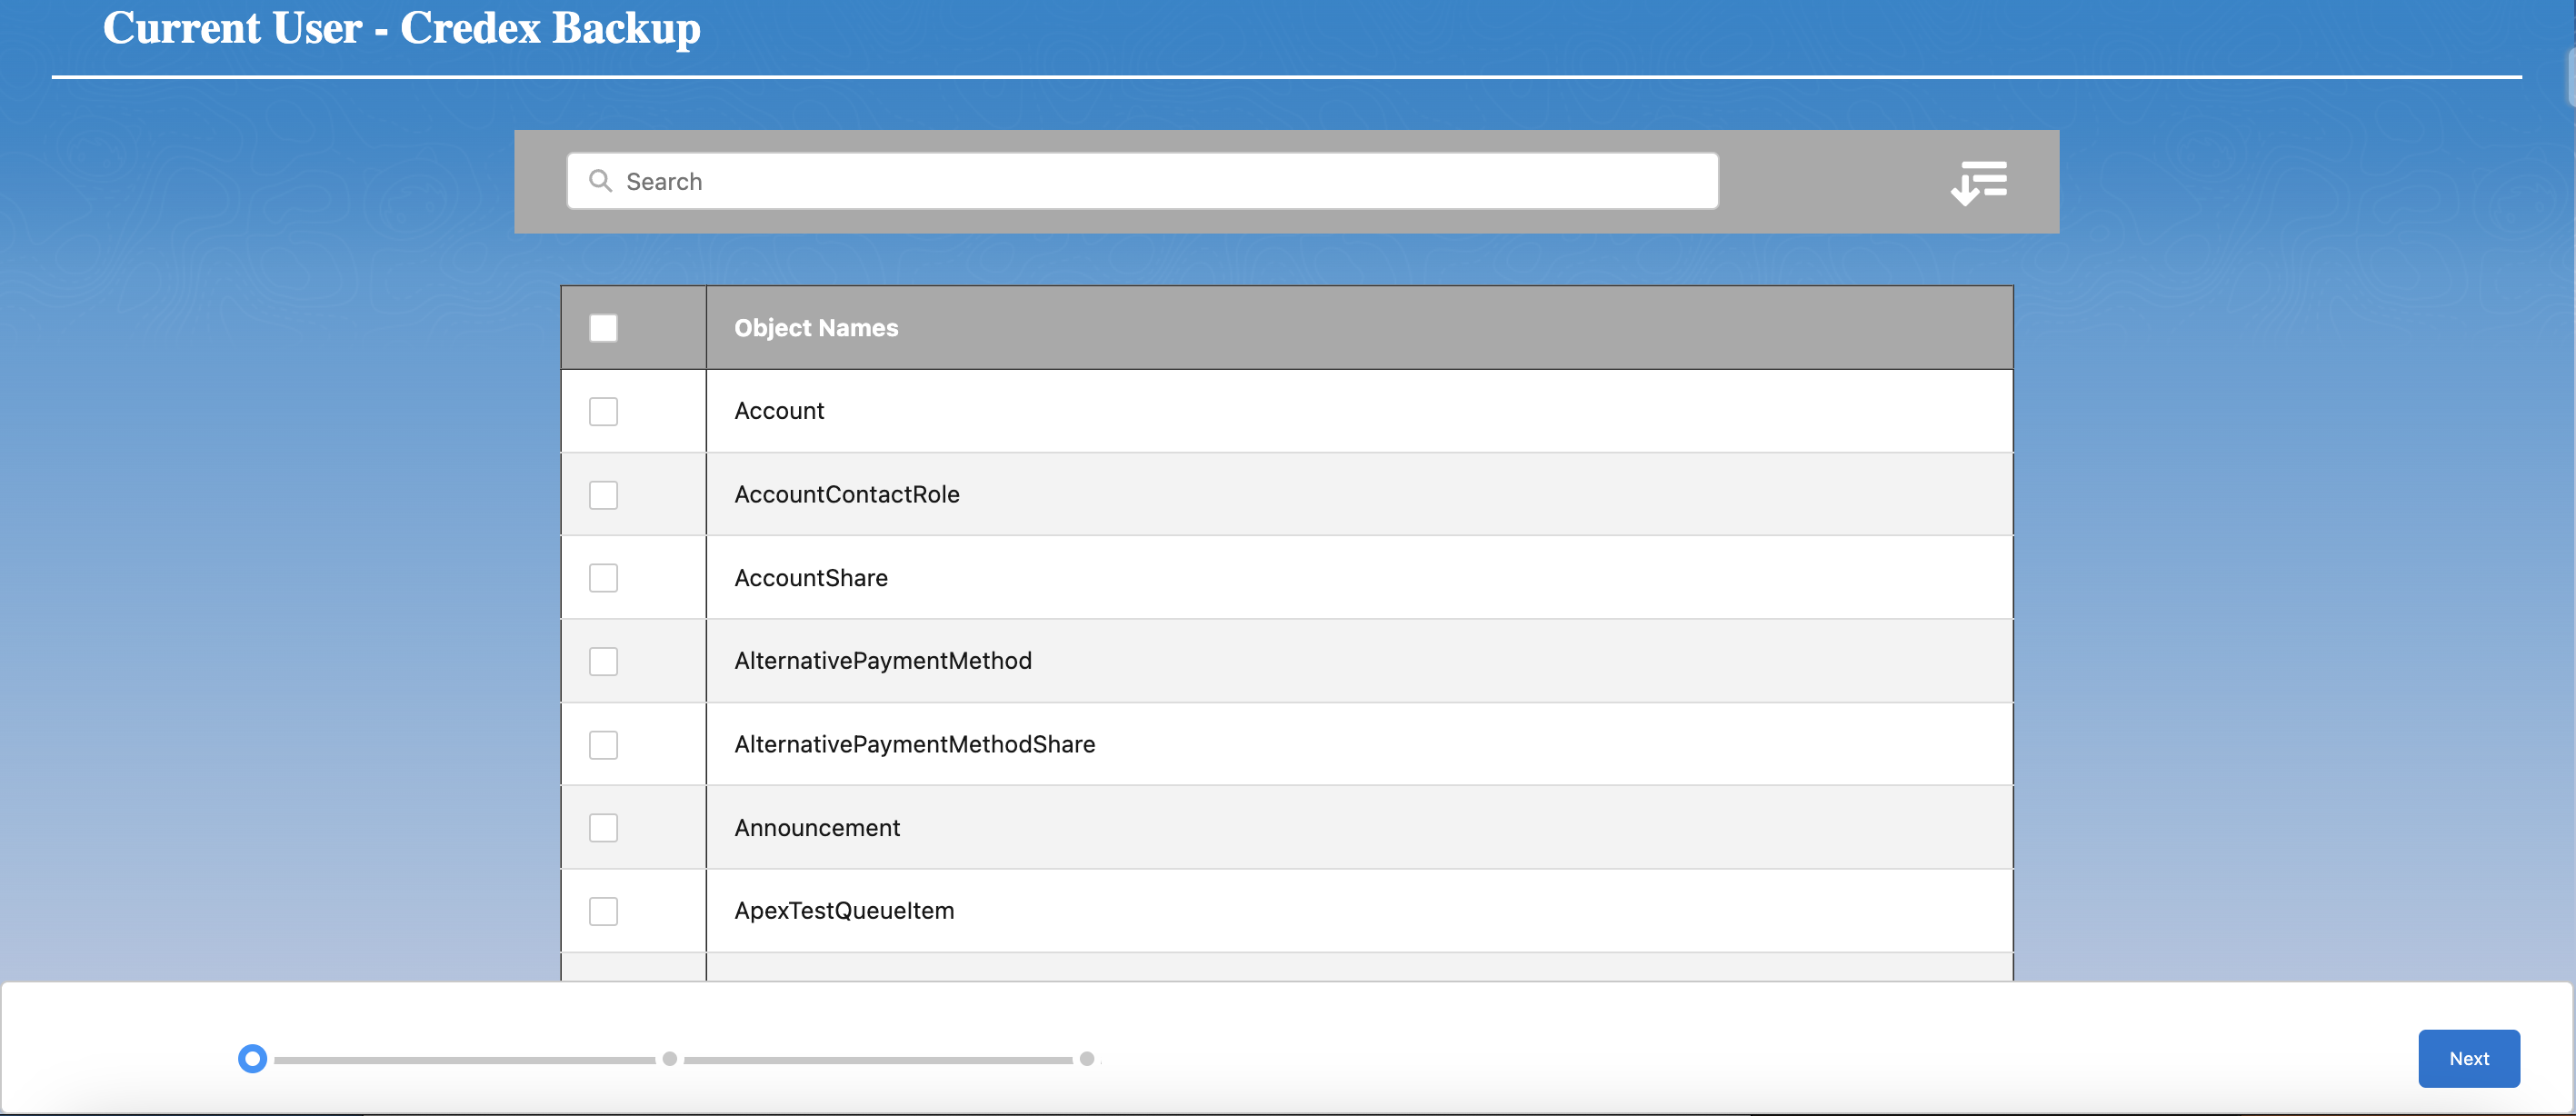 Current User - Credex Backup
Search
Object Names
Account
AccountContactRole
AccountShare
AlternativePaymentMethod
AlternativePaymentMethodShare
Announcement
ApexTestQueueItem
Next